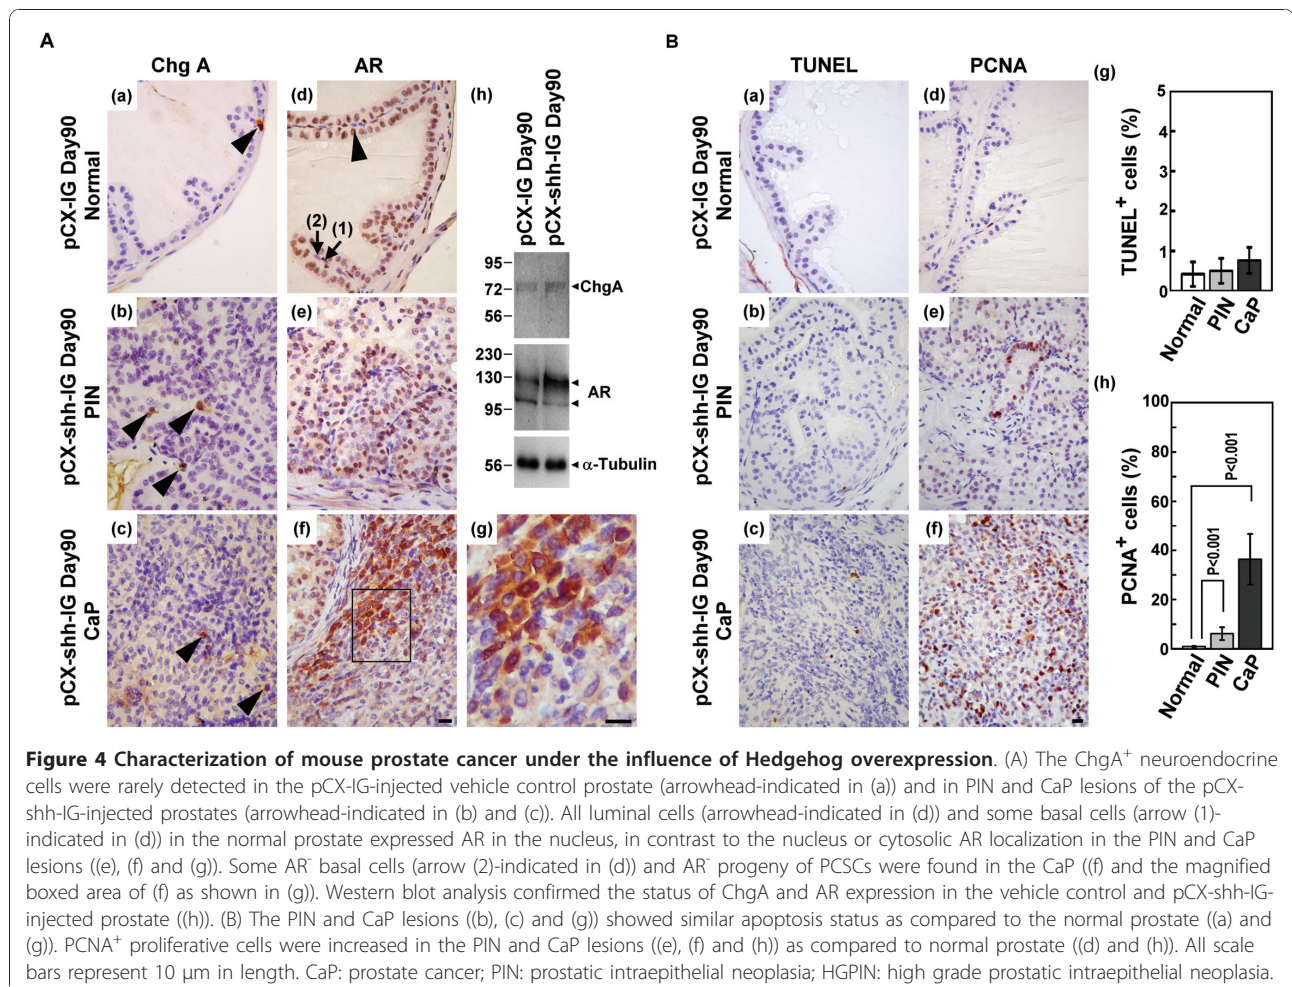 A
Chg A
AR
pCX-IG Day90
Normal
pCX-shh-IG Day90
PIN
pCX-shh-IG Day90
CaP
(a)
(d)
(2)
(1)
(b)
(e)
(c)
(f)
(g)
(h)
pCX-IG Day90
pCX-shh-IG Day90
95
72
56
ChgA
230
130
95
AR
56
α-Tubulin
B
TUNEL
PCNA
pCX-IG Day90
Normal
pCX-shh-IG Day90
PIN
pCX-shh-IG Day90
CaP
(a)
(d)
(b)
(e)
(c)
(f)
(g)
TUNEL⁺ cells (%)
5
4
3
2
1
0
Normal
PIN
CaP
(h)
PCNA⁺ cells (%)
100
80
60
40
20
0
P<0.001
P<0.001
Normal
PIN
CaP
Figure 4 Characterization of mouse prostate cancer under the influence of Hedgehog overexpression. (A) The ChgA⁺ neuroendocrine
cells were rarely detected in the pCX-IG-injected vehicle control prostate (arrowhead-indicated in (a)) and in PIN and CaP lesions of the pCX-
shh-IG-injected prostates (arrowhead-indicated in (b) and (c)). All luminal cells (arrowhead-indicated in (d)) and some basal cells (arrow (1)-
indicated in (d)) in the normal prostate expressed AR in the nucleus, in contrast to the nucleus or cytosolic AR localization in the PIN and CaP
lesions ((e), (f) and (g)). Some AR⁻ basal cells (arrow (2)-indicated in (d)) and AR⁻ progeny of PCSCs were found in the CaP ((f) and the magnified
boxed area of (f) as shown in (g)). Western blot analysis confirmed the status of ChgA and AR expression in the vehicle control and pCX-shh-IG-
injected prostate ((h)). (B) The PIN and CaP lesions ((b), (c) and (g)) showed similar apoptosis status as compared to the normal prostate ((a) and
(g)). PCNA⁺ proliferative cells were increased in the PIN and CaP lesions ((e), (f) and (h)) as compared to normal prostate ((d) and (h)). All scale
bars represent 10 μm in length. CaP: prostate cancer; PIN: prostatic intraepithelial neoplasia; HGPIN: high grade prostatic intraepithelial neoplasia.